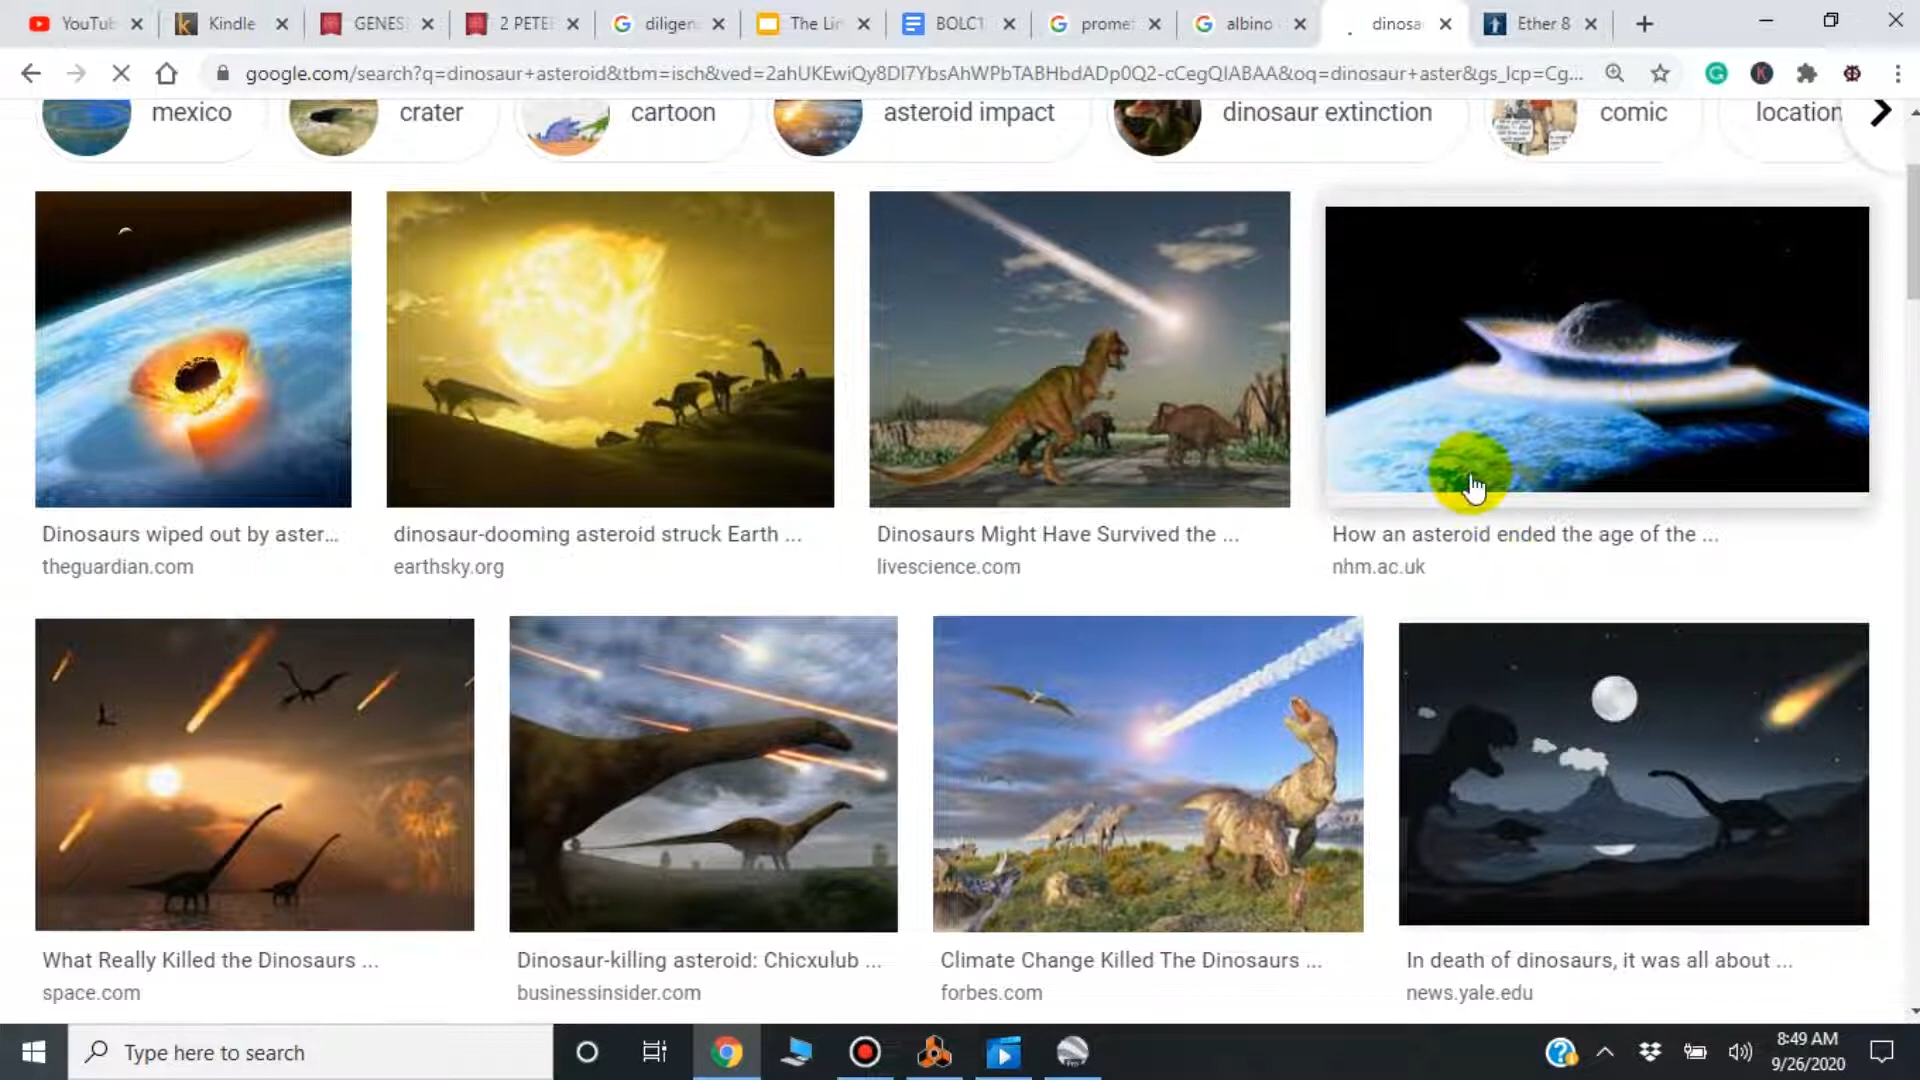 YouTub
Kindle
GENES
2 PETE
diligen
The Lin
BOLC1
promet
albino
dinosa
Ether 8
google.com/search?q=dinosaur+asteroid&tbm=isch&ved=2ahUKEwiQy8DI7YbsAhWPbTABHbdADp0Q2-cCegQIABAA&oq=dinosaur+aster&gs_lcp=Cg...
mexico
crater
cartoon
asteroid impact
dinosaur extinction
comic
location
Dinosaurs wiped out by aster...
theguardian.com
dinosaur-dooming asteroid struck Earth ...
earthsky.org
Dinosaurs Might Have Survived the ...
livescience.com
How an asteroid ended the age of the ...
nhm.ac.uk
What Really Killed the Dinosaurs ...
space.com
Dinosaur-killing asteroid: Chicxulub ...
businessinsider.com
Climate Change Killed The Dinosaurs ...
forbes.com
In death of dinosaurs, it was all about ...
news.yale.edu
Type here to search
8:49 AM
9/26/2020